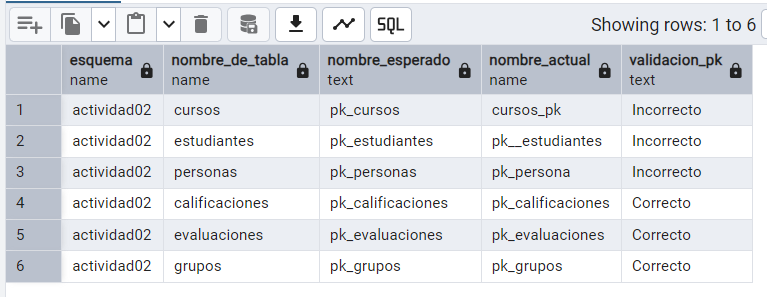 SQL Showing rows: 1 to 6
esquema nombre_de_tabla nombre_esperado nombre_actual validacion_pk
name name text name text
1 actividad02 cursos pk_cursos cursos_pk Incorrecto
2 actividad02 estudiantes pk_estudiantes pk__estudiantes Incorrecto
3 actividad02 personas pk_personas pk_persona Incorrecto
4 actividad02 calificaciones pk_calificaciones pk_calificaciones Correcto
5 actividad02 evaluaciones pk_evaluaciones pk_evaluaciones Correcto
6 actividad02 grupos pk_grupos pk_grupos Correcto